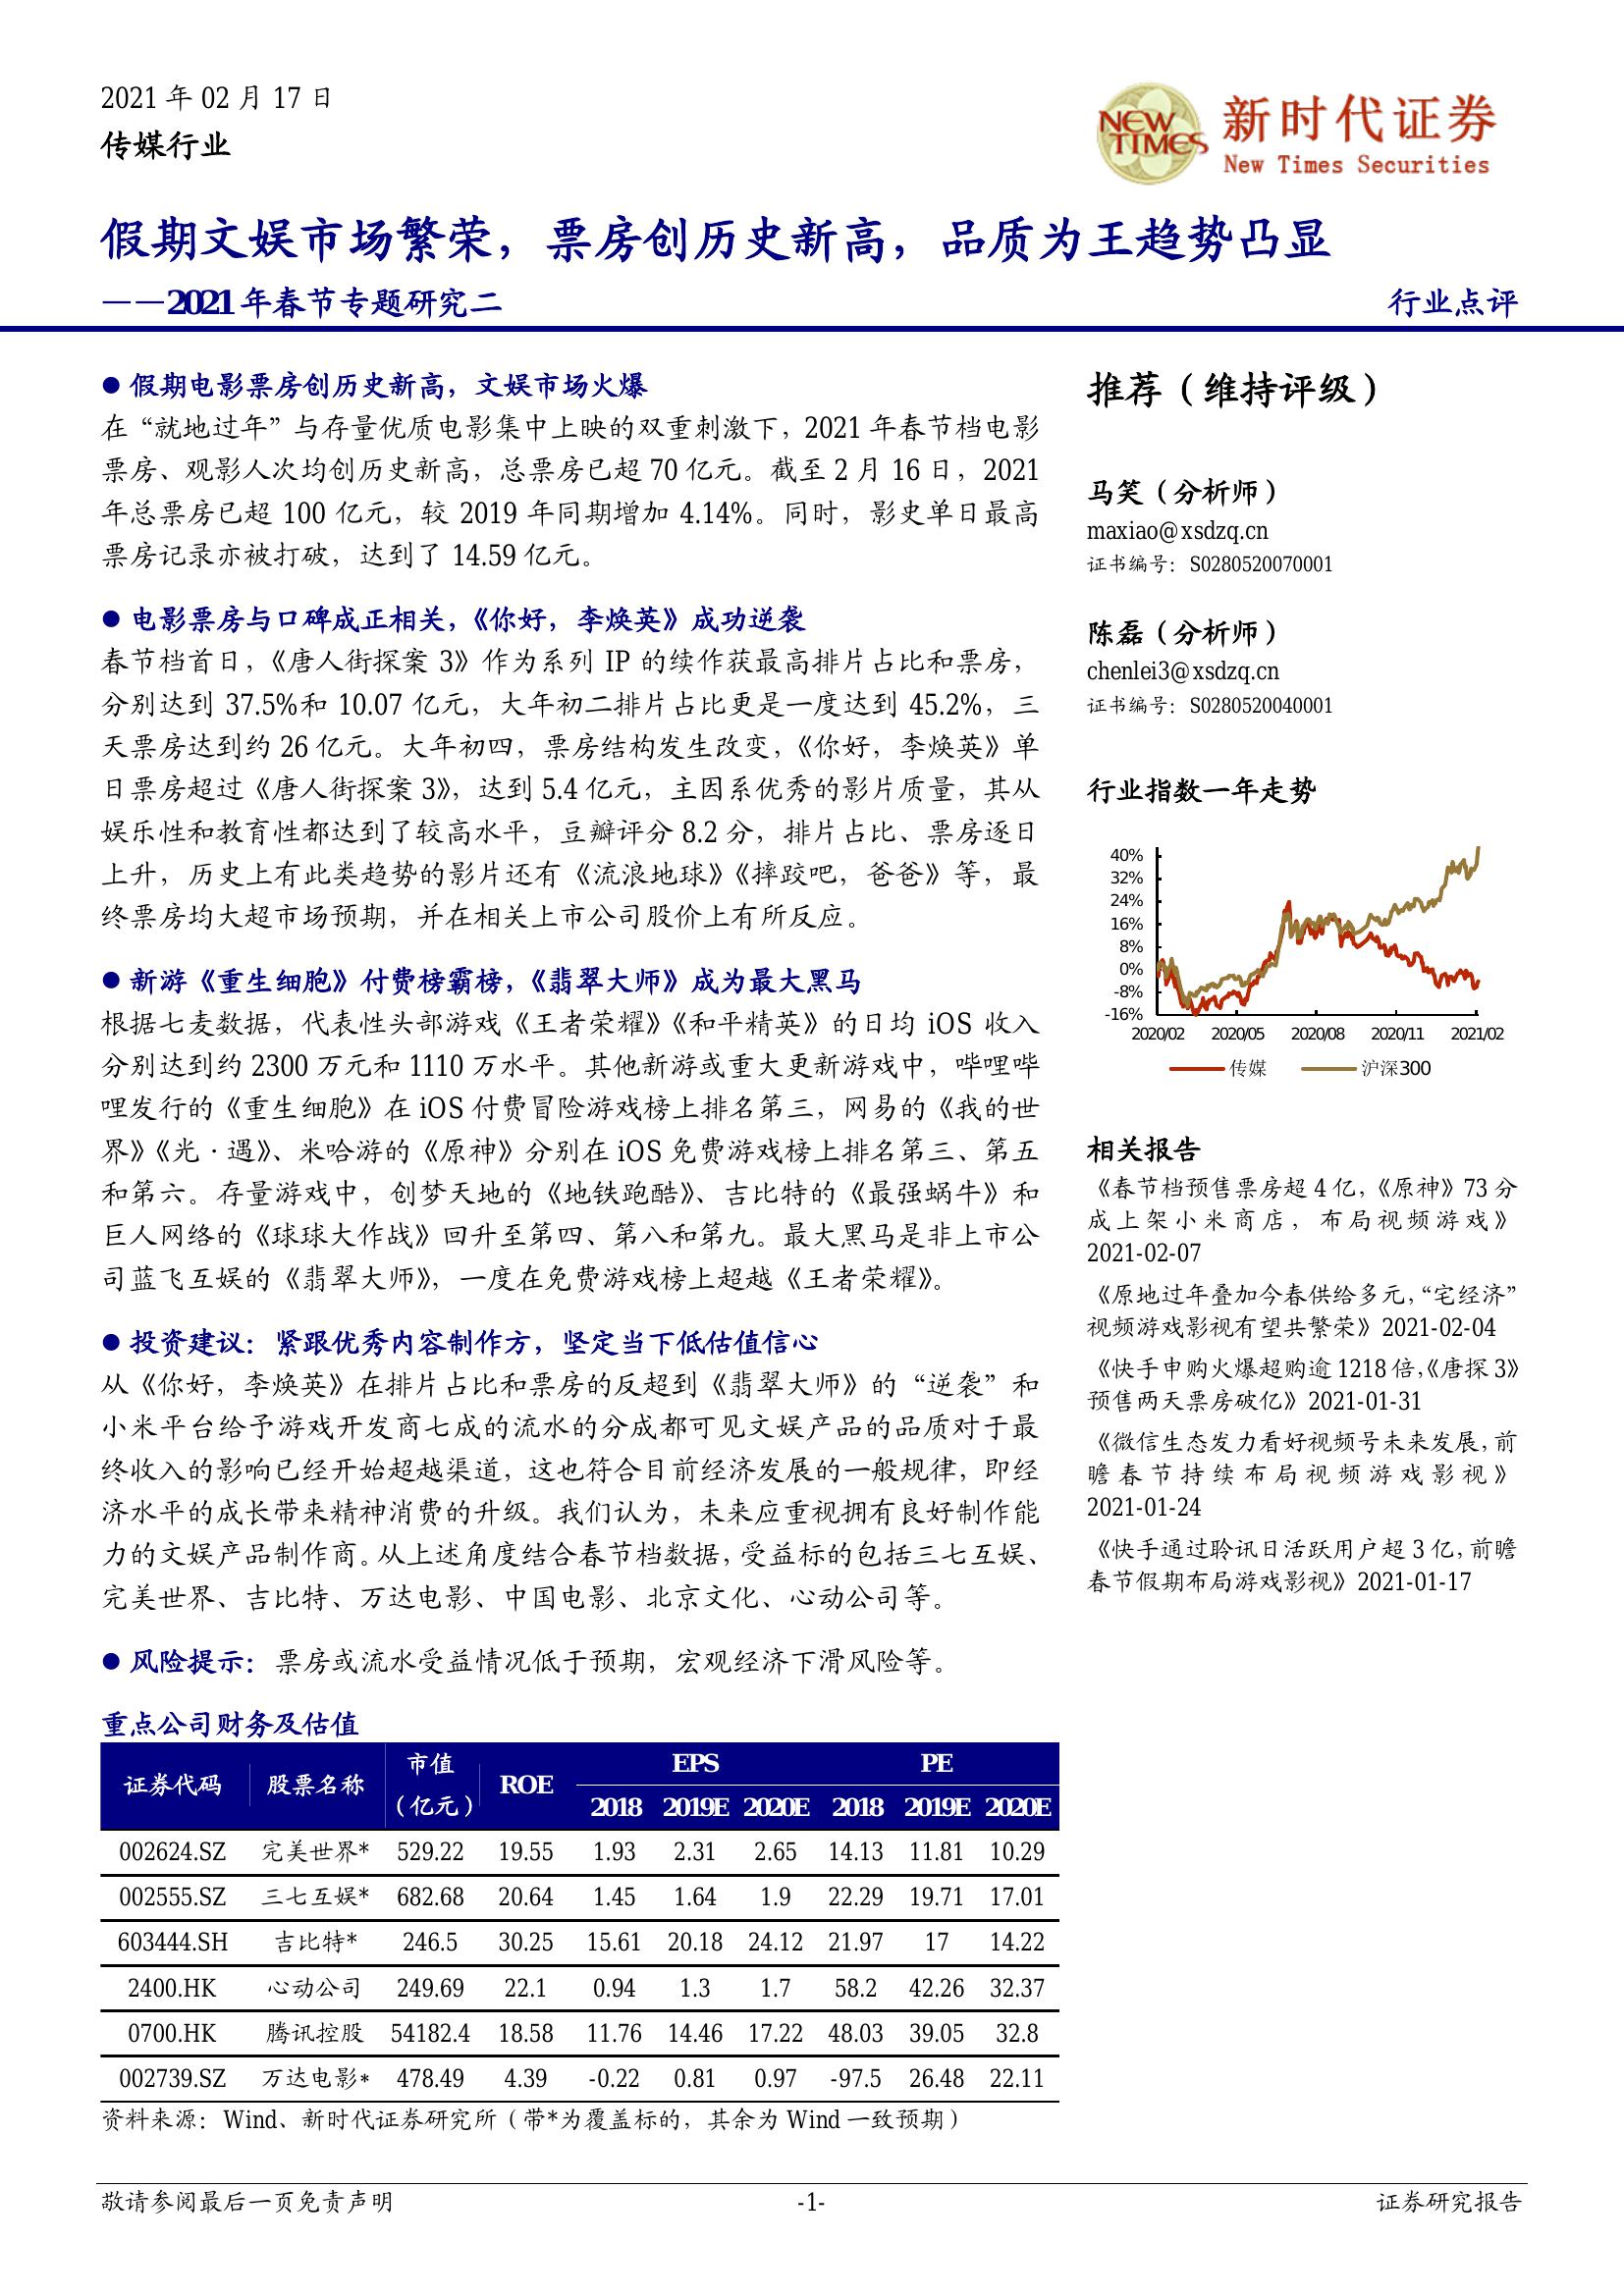 2021 年 02 月 17 日
传媒行业
NEW TIMES
新时代证券
New Times Securities
假期文娱市场繁荣，票房创历史新高，品质为王趋势凸显
——2021 年春节专题研究二
行业点评
● 假期电影票房创历史新高，文娱市场火爆
在“就地过年”与存量优质电影集中上映的双重刺激下，2021 年春节档电影
票房、观影人次均创历史新高，总票房已超 70 亿元。截至 2 月 16 日，2021
年总票房已超 100 亿元，较 2019 年同期增加 4.14%。同时，影史单日最高
票房记录亦被打破，达到了 14.59 亿元。
● 电影票房与口碑成正相关，《你好，李焕英》成功逆袭
春节档首日，《唐人街探案 3》作为系列 IP 的续作获最高排片占比和票房，
分别达到 37.5%和 10.07 亿元，大年初二排片占比更是一度达到 45.2%，三
天票房达到约 26 亿元。大年初四，票房结构发生改变，《你好，李焕英》单
日票房超过《唐人街探案 3》，达到 5.4 亿元，主因系优秀的影片质量，其从
娱乐性和教育性都达到了较高水平，豆瓣评分 8.2 分，排片占比、票房逐日
上升，历史上有此类趋势的影片还有《流浪地球》《摔跤吧，爸爸》等，最
终票房均大超市场预期，并在相关上市公司股价上有所反应。
● 新游《重生细胞》付费榜霸榜，《翡翠大师》成为最大黑马
根据七麦数据，代表性头部游戏《王者荣耀》《和平精英》的日均 iOS 收入
分别达到约 2300 万元和 1110 万水平。其他新游或重大更新游戏中，哔哩哔
哩发行的《重生细胞》在 iOS 付费冒险游戏榜上排名第三，网易的《我的世
界》《光·遇》、米哈游的《原神》分别在 iOS 免费游戏榜上排名第三、第五
和第六。存量游戏中，创梦天地的《地铁跑酷》、吉比特的《最强蜗牛》和
巨人网络的《球球大作战》回升至第四、第八和第九。最大黑马是非上市公
司蓝飞互娱的《翡翠大师》，一度在免费游戏榜上超越《王者荣耀》。
● 投资建议：紧跟优秀内容制作方，坚定当下低估值信心
从《你好，李焕英》在排片占比和票房的反超到《翡翠大师》的“逆袭”和
小米平台给予游戏开发商七成的流水的分成都可见文娱产品的品质对于最
终收入的影响已经开始超越渠道，这也符合目前经济发展的一般规律，即经
济水平的成长带来精神消费的升级。我们认为，未来应重视拥有良好制作能
力的文娱产品制作商。从上述角度结合春节档数据，受益标的包括三七互娱、
完美世界、吉比特、万达电影、中国电影、北京文化、心动公司等。
● 风险提示：票房或流水受益情况低于预期，宏观经济下滑风险等。
重点公司财务及估值
证券代码 股票名称 市值（亿元） ROE EPS PE
2018 2019E 2020E 2018 2019E 2020E
002624.SZ 完美世界* 529.22 19.55 1.93 2.31 2.65 14.13 11.81 10.29
002555.SZ 三七互娱* 682.68 20.64 1.45 1.64 1.9 22.29 19.71 17.01
603444.SH 吉比特* 246.5 30.25 15.61 20.18 24.12 21.97 17 14.22
2400.HK 心动公司 249.69 22.1 0.94 1.3 1.7 58.2 42.26 32.37
0700.HK 腾讯控股 54182.4 18.58 11.76 14.46 17.22 48.03 39.05 32.8
002739.SZ 万达电影* 478.49 4.39 -0.22 0.81 0.97 -97.5 26.48 22.11
资料来源：Wind、新时代证券研究所（带*为覆盖标的，其余为 Wind 一致预期）
推荐（维持评级）
马笑（分析师）
maxiao@xsdzq.cn
证书编号：S0280520070001
陈磊（分析师）
chenlei3@xsdzq.cn
证书编号：S0280520040001
行业指数一年走势
40%
32%
24%
16%
8%
0%
-8%
-16%
2020/02 2020/05 2020/08 2020/11 2021/02
传媒 沪深300
相关报告
《春节档预售票房超 4 亿，《原神》73 分
成上架小米商店，布局视频游戏》
2021-02-07
《原地过年叠加今春供给多元，“宅经济”
视频游戏影视有望共繁荣》2021-02-04
《快手申购火爆超购逾 1218 倍，《唐探 3》
预售两天票房破亿》2021-01-31
《微信生态发力看好视频号未来发展，前
瞻春节持续布局视频游戏影视》
2021-01-24
《快手通过聆讯日活跃用户超 3 亿，前瞻
春节假期布局游戏影视》2021-01-17
敬请参阅最后一页免责声明
-1-
证券研究报告